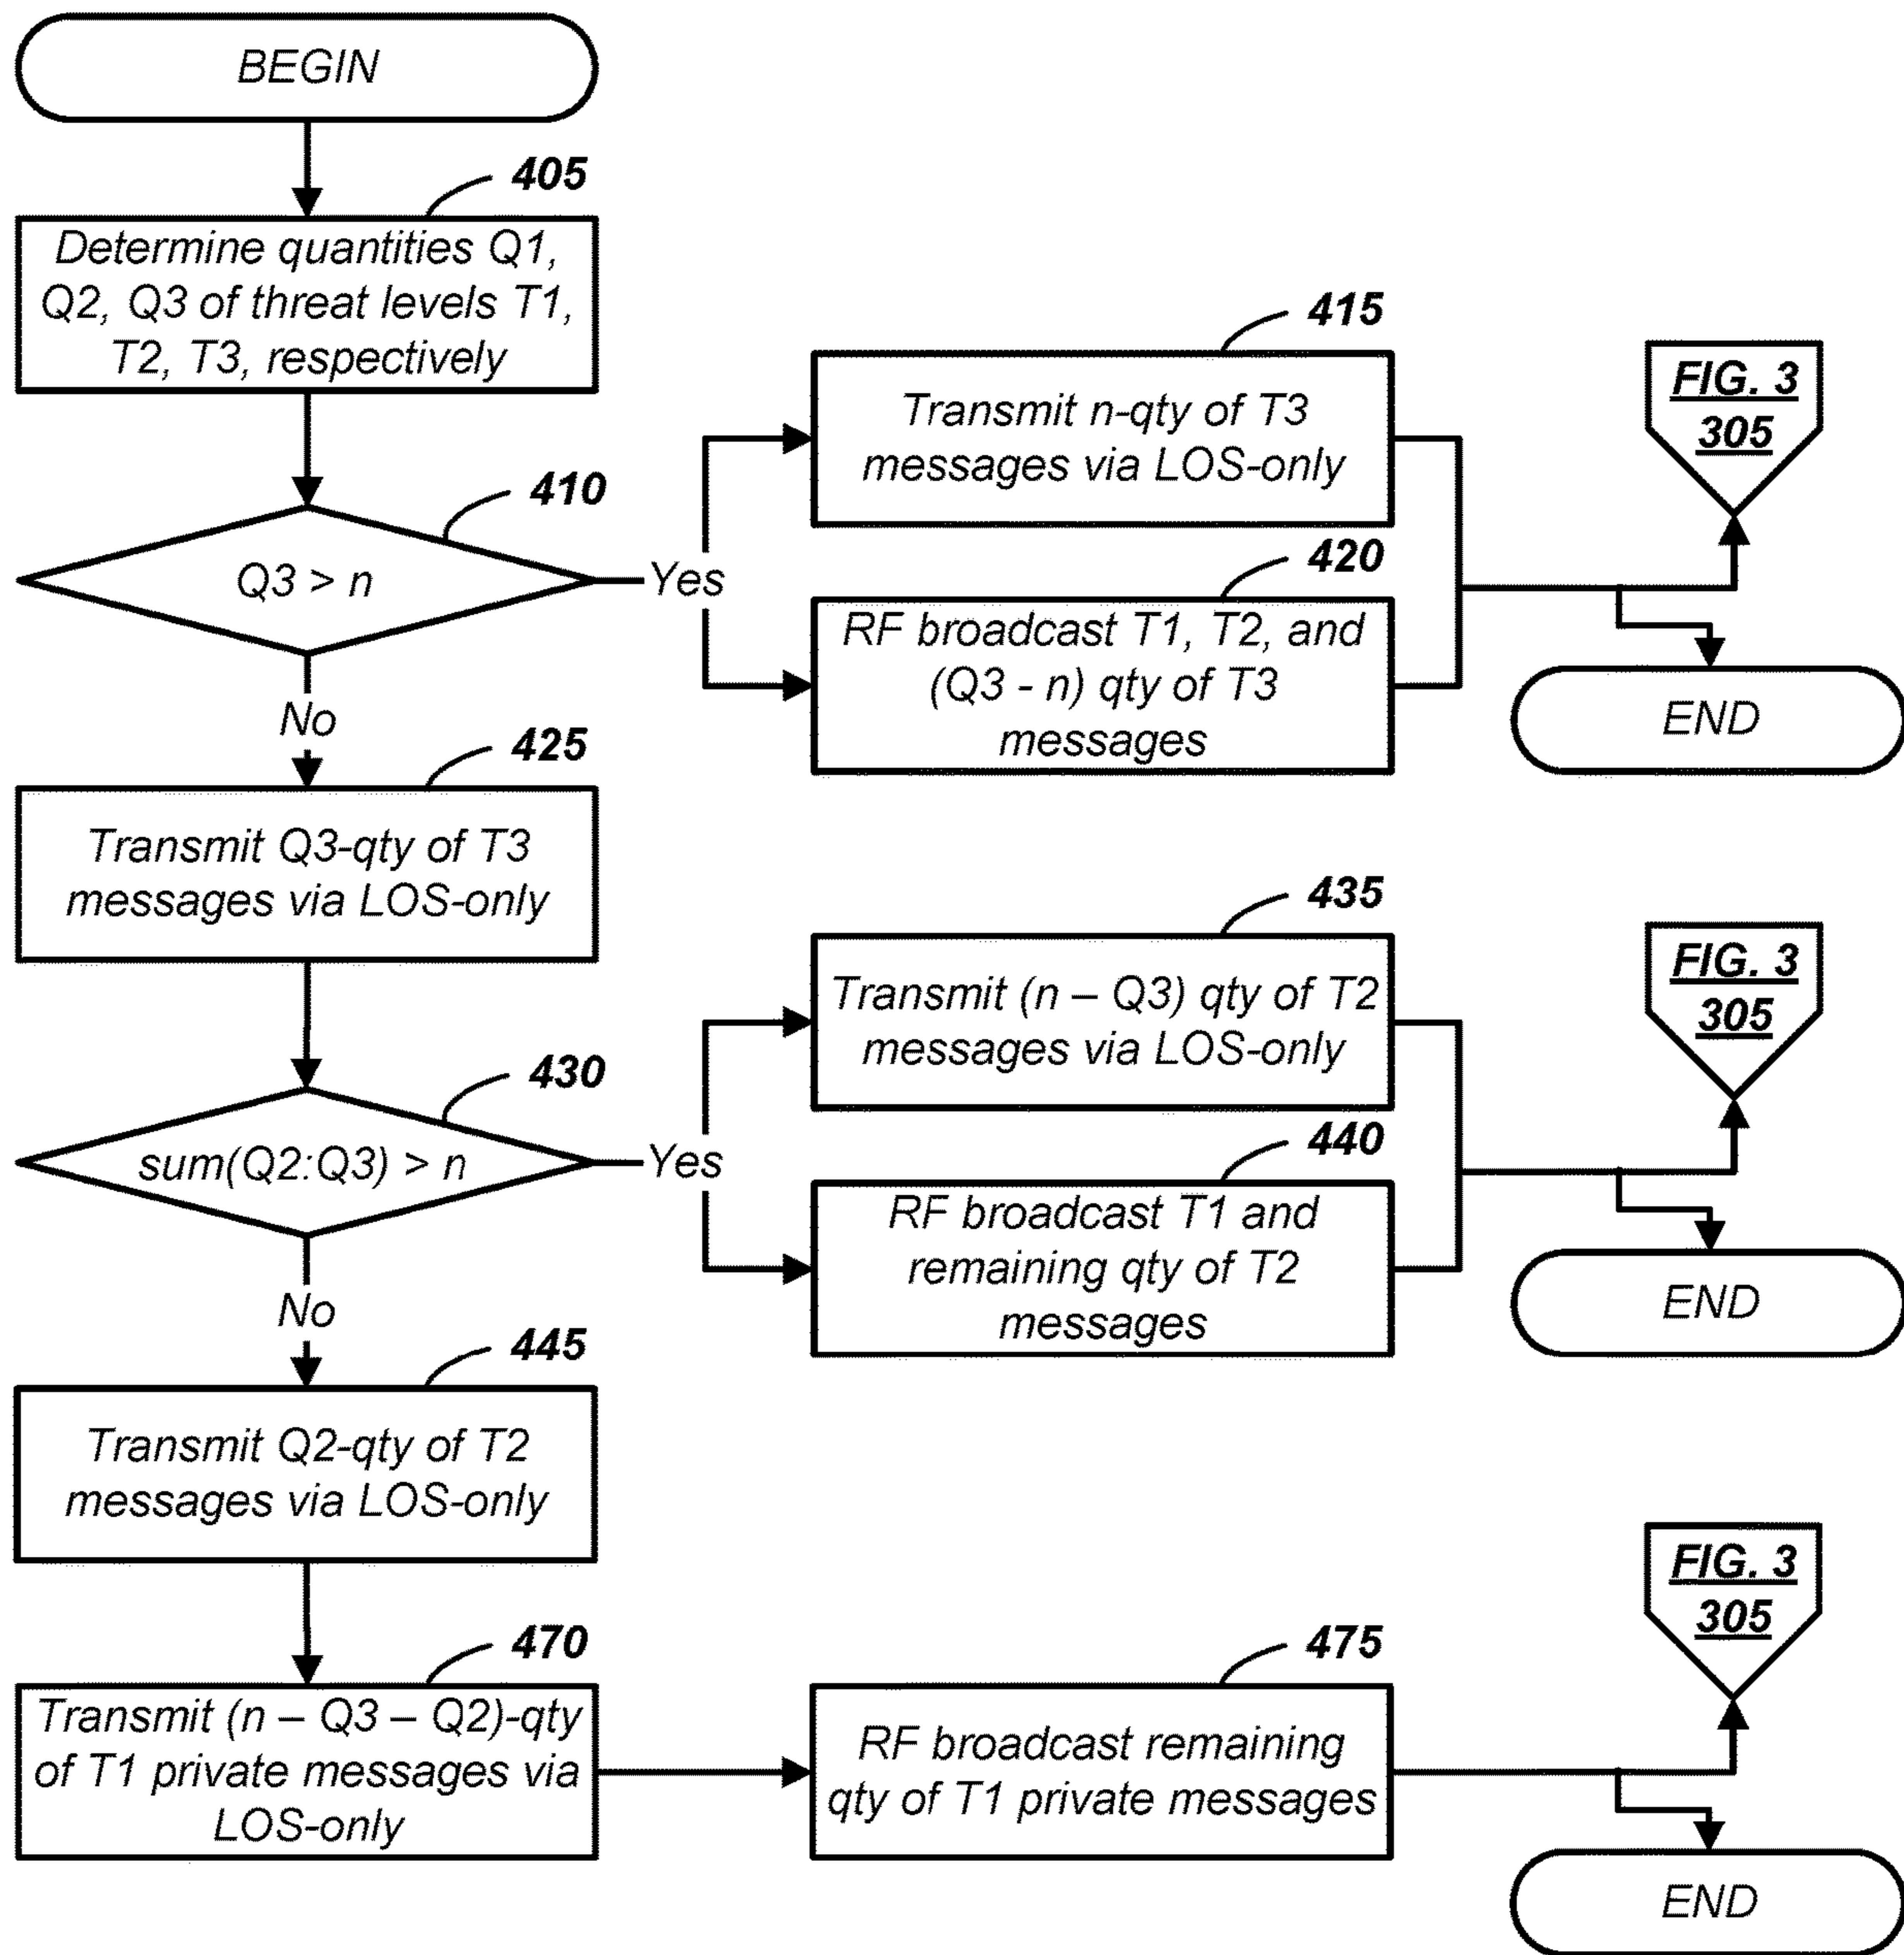 BEGIN
405
Determine quantities Q1,
Q2, Q3 of threat levels T1,
T2, T3, respectively
410
Q3 > n
Yes
No
415
Transmit n-qty of T3
messages via LOS-only
420
RF broadcast T1, T2, and
(Q3 - n) qty of T3
messages
FIG. 3
305
END
425
Transmit Q3-qty of T3
messages via LOS-only
430
sum(Q2:Q3) > n
Yes
No
435
Transmit (n – Q3) qty of T2
messages via LOS-only
440
RF broadcast T1 and
remaining qty of T2
messages
FIG. 3
305
END
445
Transmit Q2-qty of T2
messages via LOS-only
470
Transmit (n – Q3 – Q2)-qty
of T1 private messages via
LOS-only
475
RF broadcast remaining
qty of T1 private messages
FIG. 3
305
END